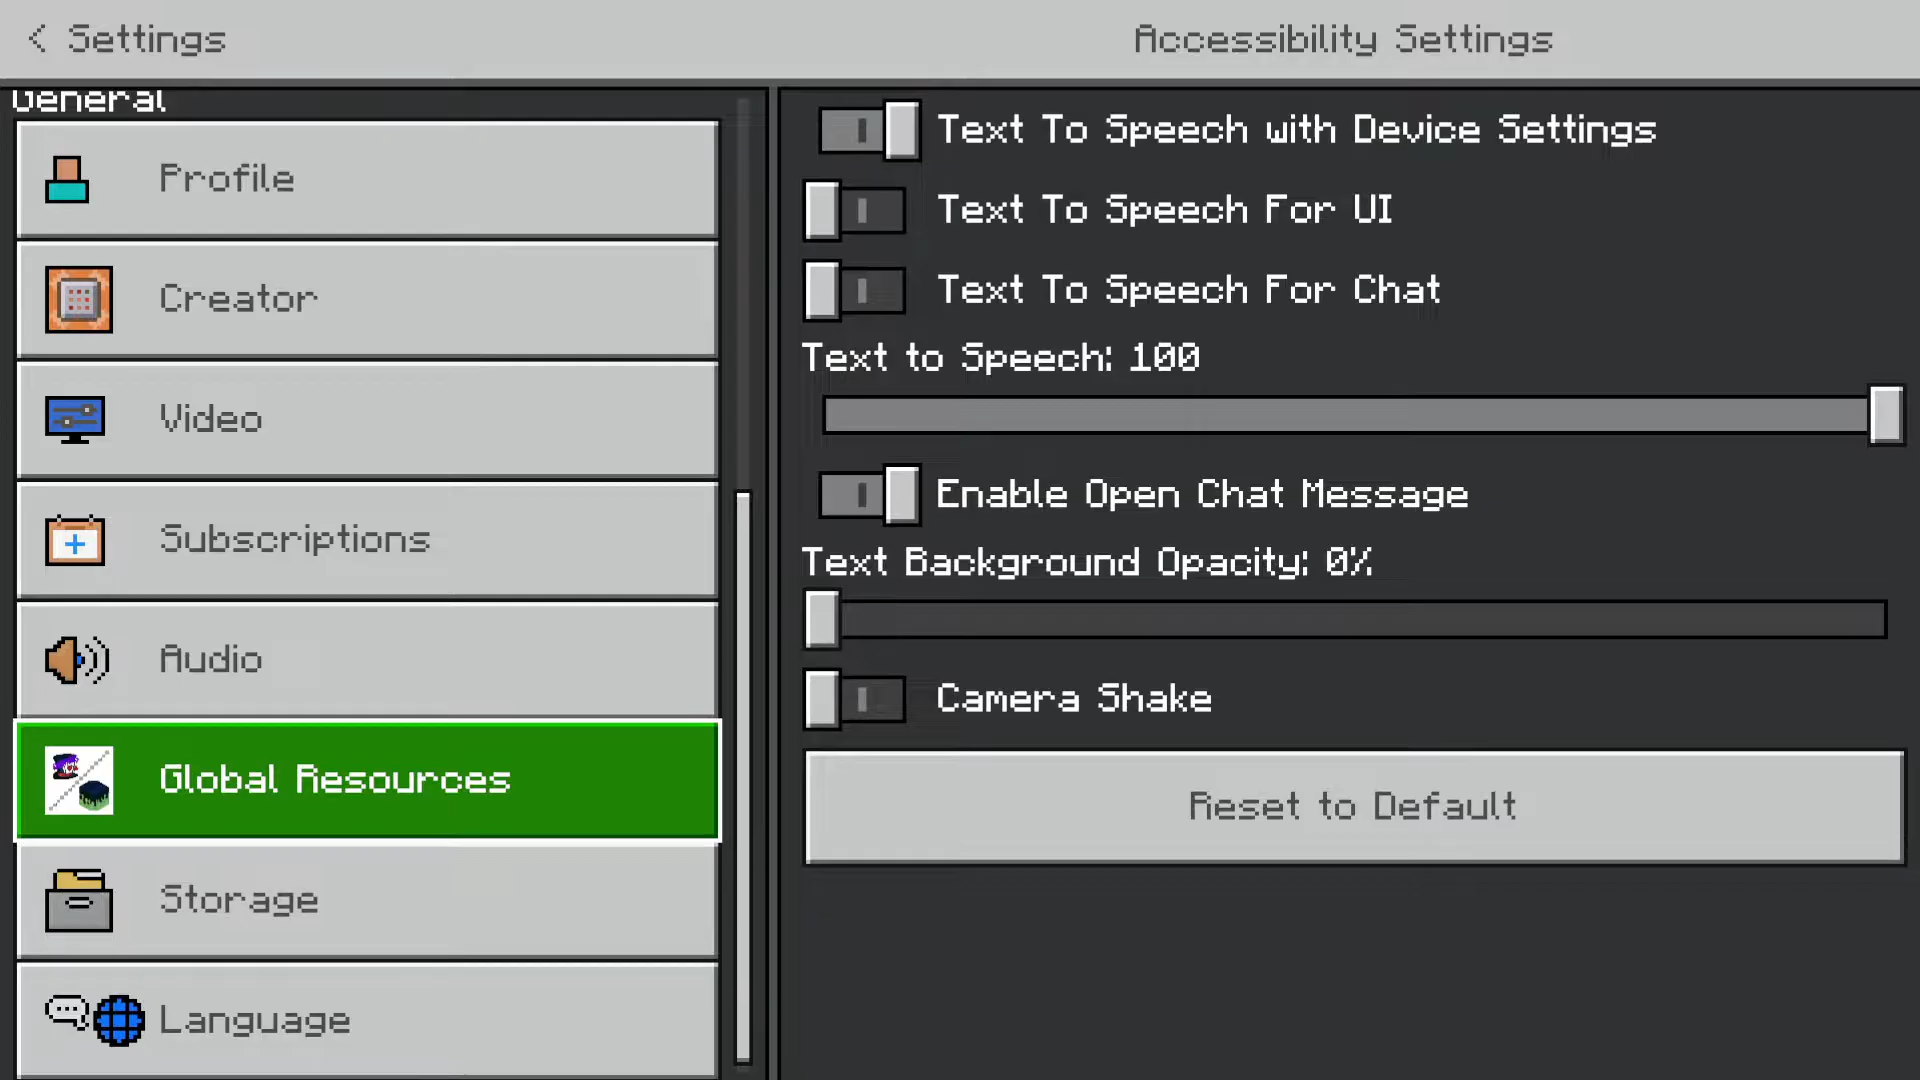 Settings
Accessibility Settings
General
Profile
Creator
Video
Subscriptions
Audio
Global Resources
Storage
Language
Text To Speech with Device Settings
Text To Speech For UI
Text To Speech For Chat
Text to Speech: 100
Enable Open Chat Message
Text Background Opacity: 0%
Camera Shake
Reset to Default